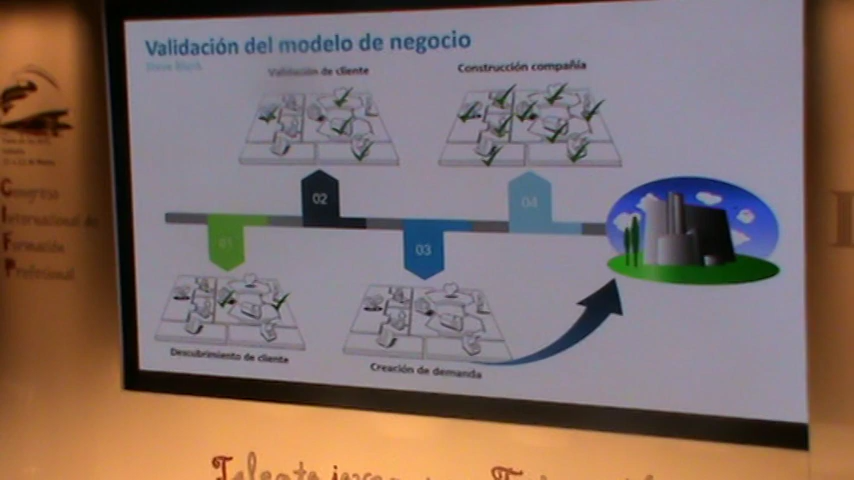 Validación del modelo de negocio
Steve Blank
Validación de cliente
Construcción compañía
02
04
01
03
Descubrimiento de cliente
Creación de demanda
Congreso
Internacional de
Formación
Profesional